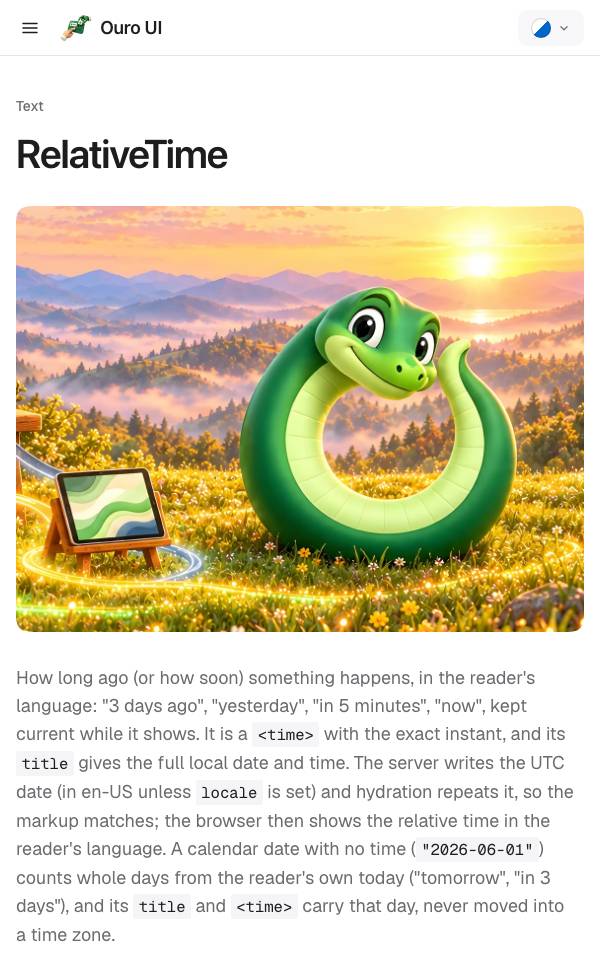 Ouro UI
Text
RelativeTime
How long ago (or how soon) something happens, in the reader's
language: "3 days ago", "yesterday", "in 5 minutes", "now", kept
current while it shows. It is a <time> with the exact instant, and its
title gives the full local date and time. The server writes the UTC
date (in en-US unless locale is set) and hydration repeats it, so the
markup matches; the browser then shows the relative time in the
reader's language. A calendar date with no time ( "2026-06-01" )
counts whole days from the reader's own today ("tomorrow", "in 3
days"), and its title and <time> carry that day, never moved into
a time zone.